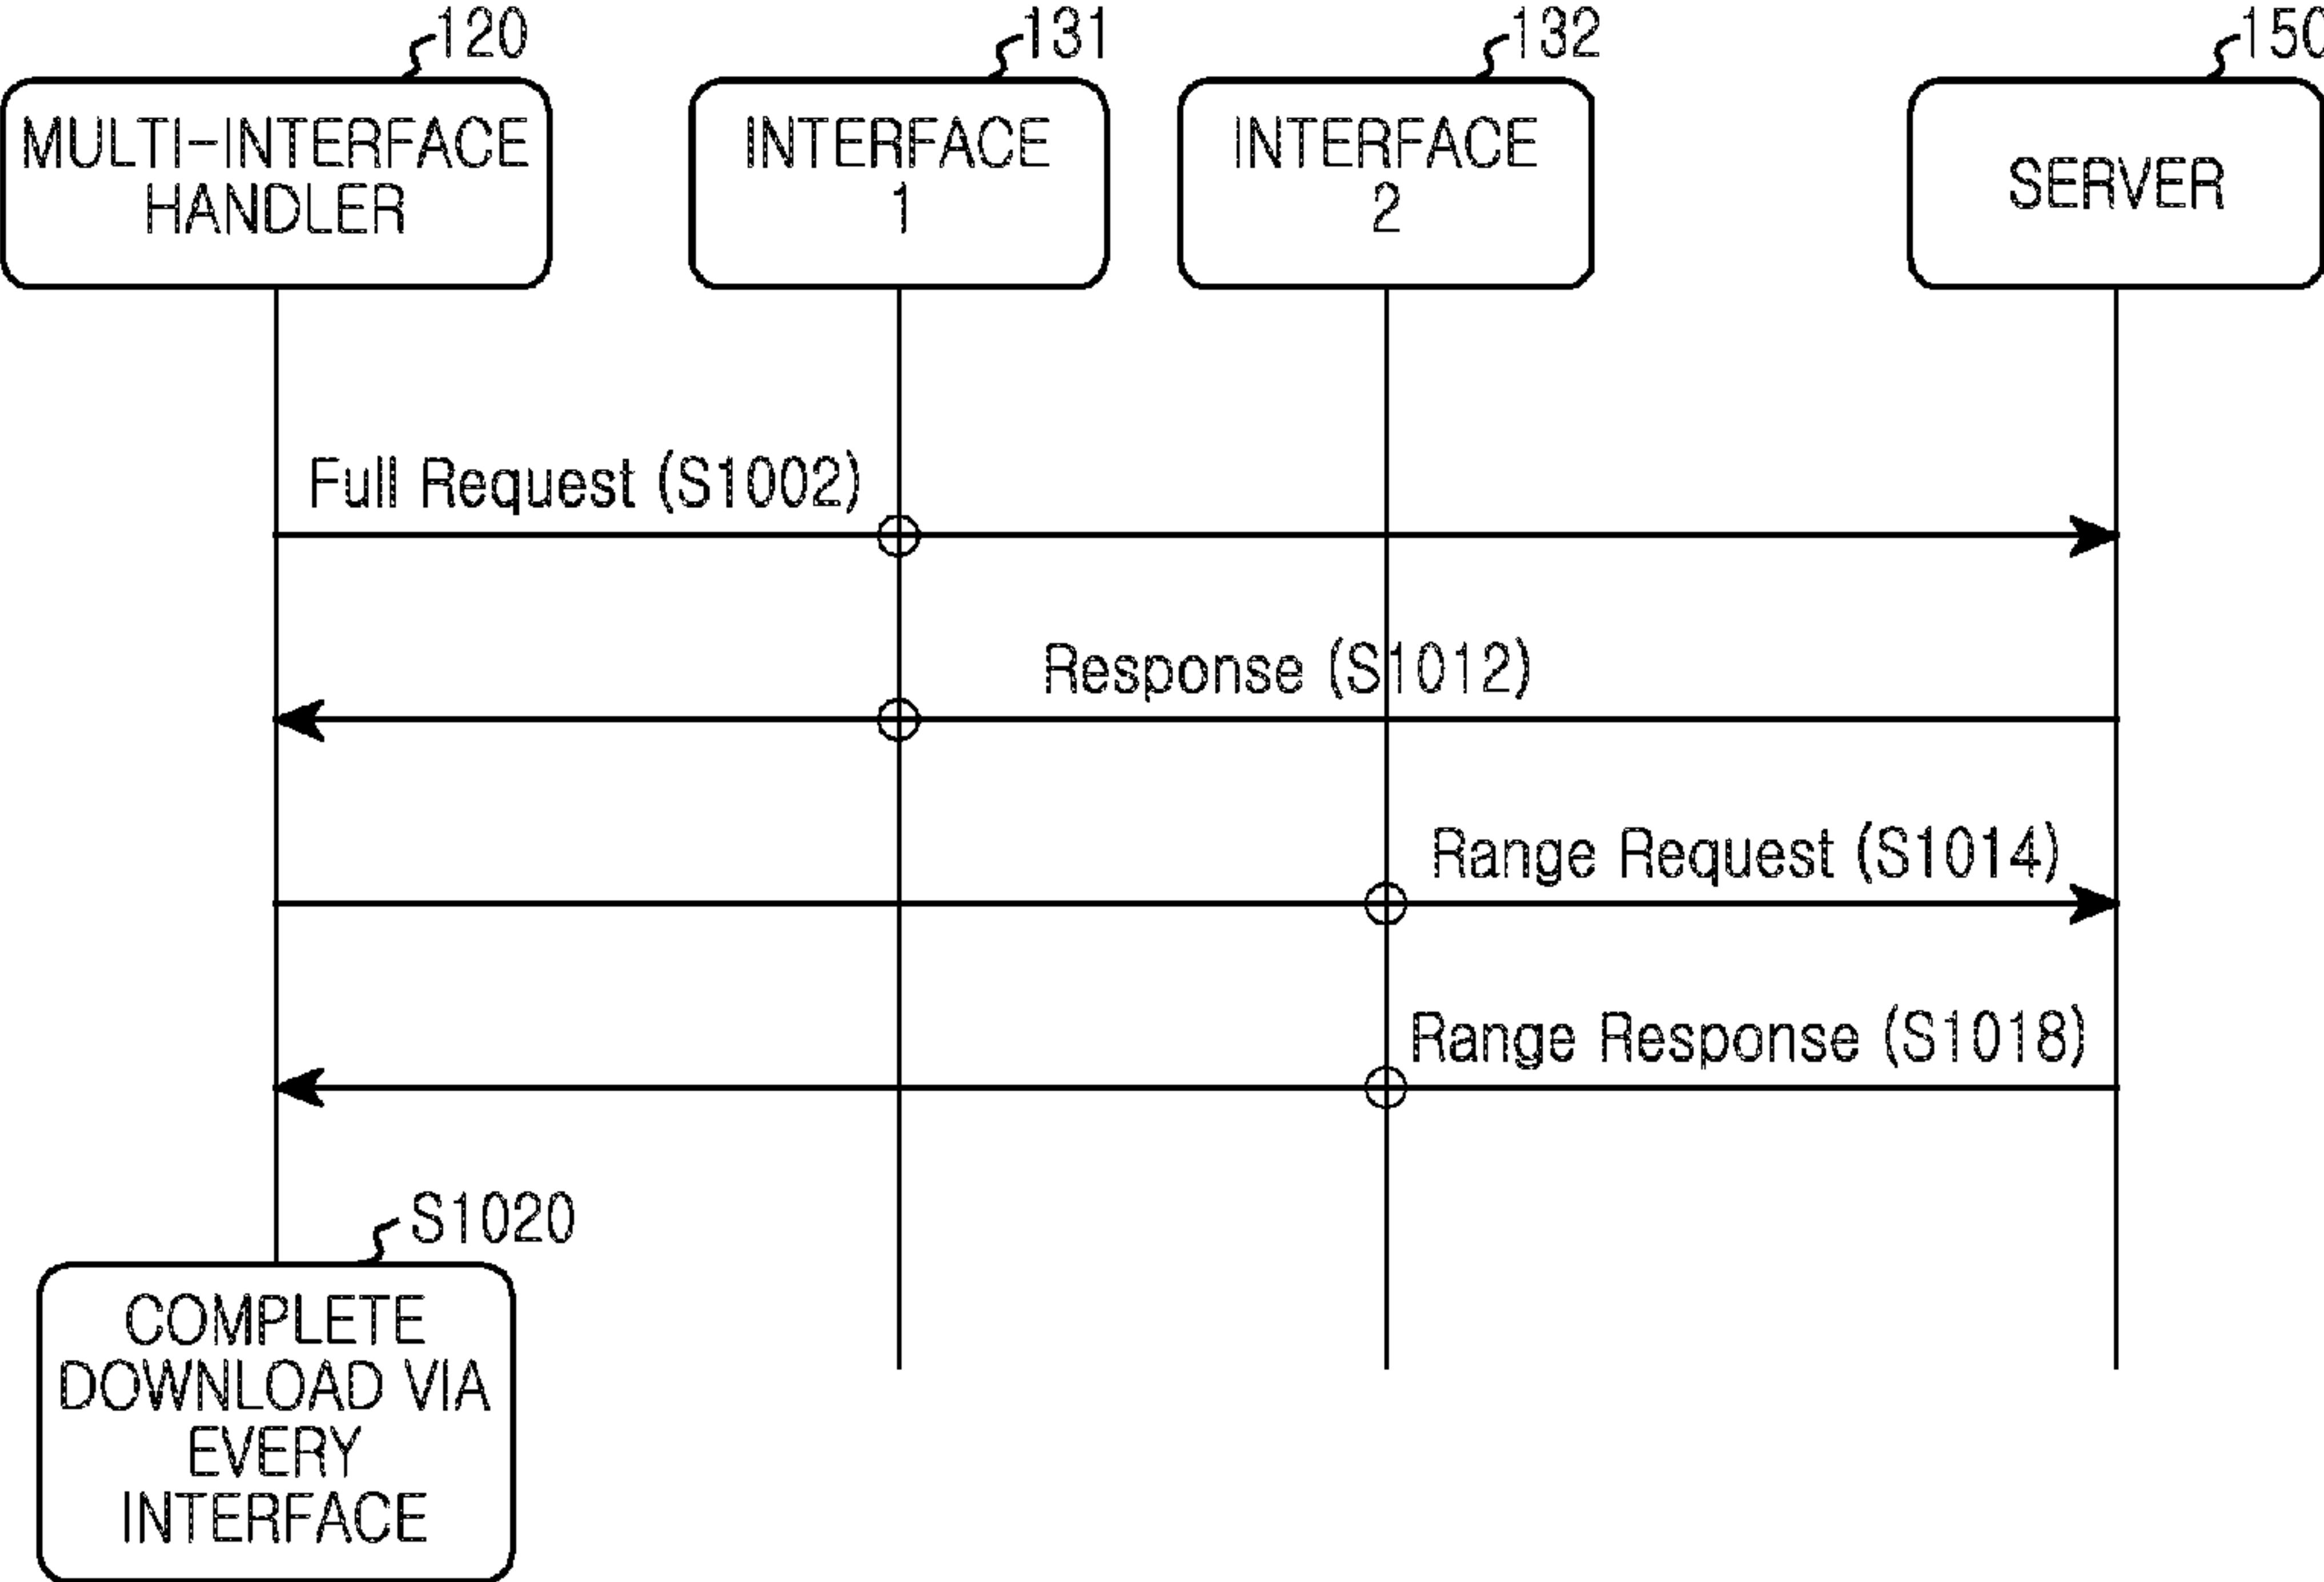 120
131
132
150
MULTI-INTERFACE
HANDLER
INTERFACE
1
INTERFACE
2
SERVER
Full Request (S1002)
Response (S1012)
Range Request (S1014)
Range Response (S1018)
S1020
COMPLETE
DOWNLOAD VIA
EVERY
INTERFACE